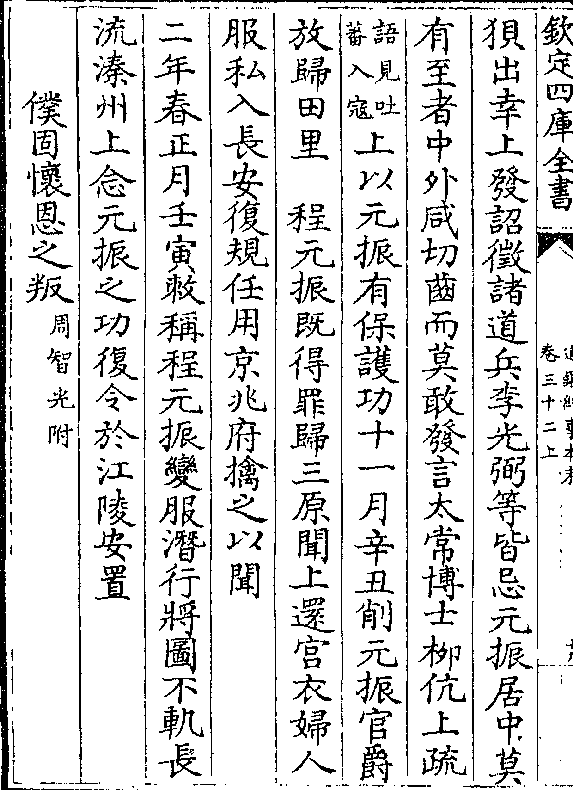 欽定四庫全書
卷三十二上
狽出幸上發詔徵諸道兵李光弼等皆忌元振居中莫
有至者中外咸切齒而莫敢發言太常博士栁伉上疏
語見吐蕃入寇上以元振有保護功十一月辛丑削元振官爵
放歸田里　程元振既得罪歸三原聞上還宫衣婦人
服私入長安復規任用京兆府擒之以聞
二年春正月壬寅敕稱程元振變服潛行將圖不軌長
流溱州上念元振之功復令於江陵安置
僕固懷恩之叛周智光附